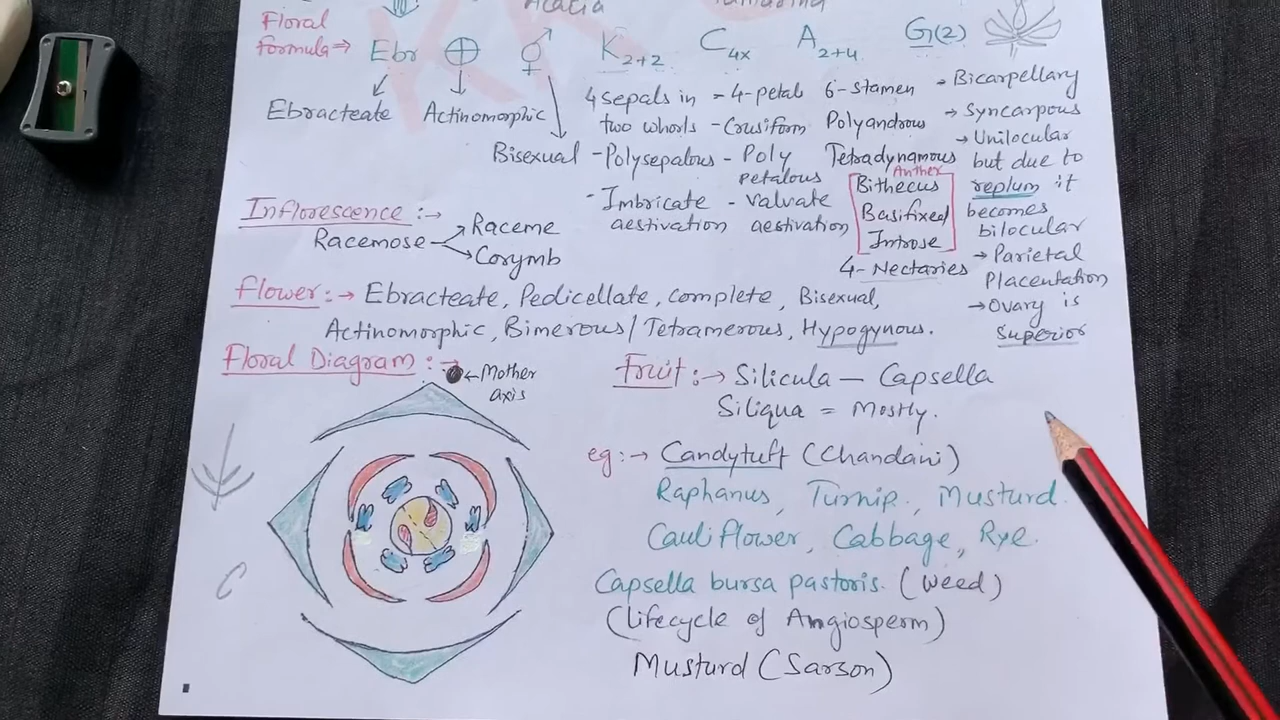 Acacia
Floral formula ⇒ Ebr ⊕ ⚥ K2+2 C4x A2+4 G(2)
Ebracteate Actinomorphic Bisexual
4 sepals in two whorls
-Polysepalous
- Imbricate aestivation
= 4-petal
- Crusiform
- Poly petalous
- valvate aestivation
6-stamen
Polyandrous
Tetradynamous
Anther
Bithecus
Basifixed
Introse
4-Nectaries
→ Bicarpellary
→ Syncarpous
→ Unilocular
but due to
replum it
becomes
bilocular
→ Parietal
Placentation
→ Ovary is
superior
Inflorescence :→
Racemose
Raceme
Corymb
Flower :→ Ebracteate, Pedicellate, complete, Bisexual,
Actinomorphic, Bimerous/Tetramerous, Hypogynous.
Floral Diagram :→
← Mother
axis
Fruit :→ Silicula — Capsella
Siliqua = Mostly.
eg :→ Candytuft (Chandani)
Raphanus, Turnip, Musturd.
Cauliflower, Cabbage, Rye.
Capsella bursa pastoris. (weed)
(lifecycle of Angiosperm)
Musturd (Sarson)